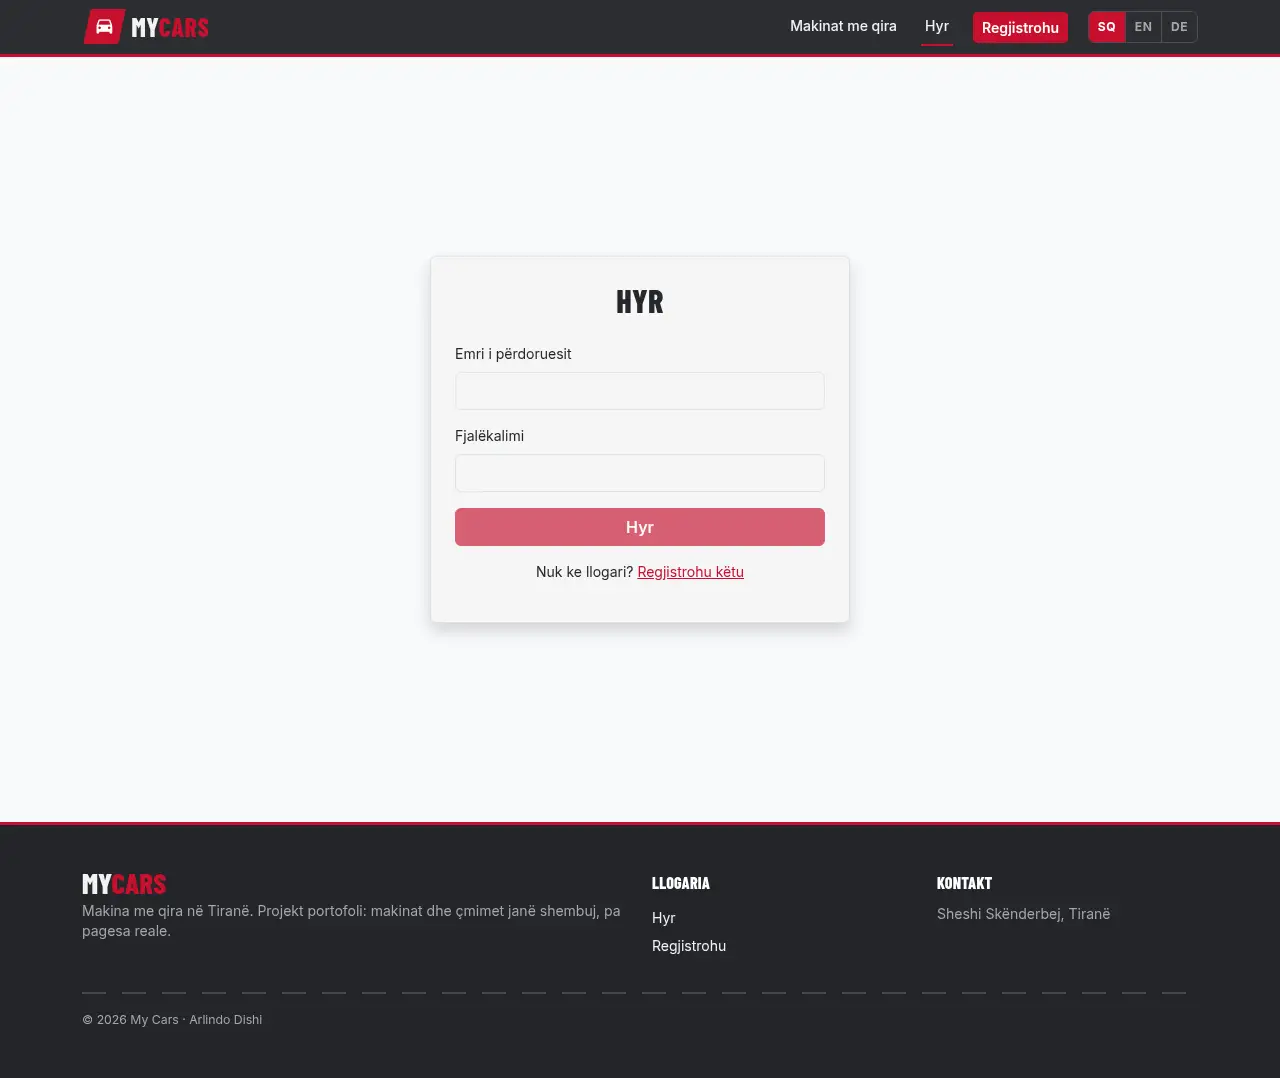 MYCARS
Makinat me qira
Hyr
Regjistrohu
SQ EN DE
HYR
Emri i përdoruesit
Fjalëkalimi
Hyr
Nuk ke llogari? Regjistrohu këtu
MYCARS
Makina me qira në Tiranë. Projekt portofoli: makinat dhe çmimet janë shembuj, pa
pagesa reale.
LLOGARIA
Hyr
Regjistrohu
KONTAKT
Sheshi Skënderbej, Tiranë
© 2026 My Cars · Arlindo Dishi